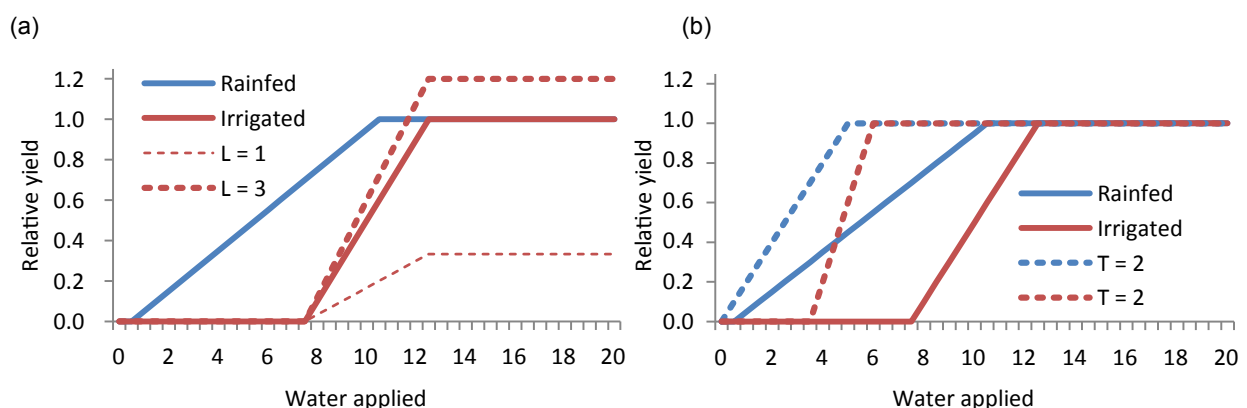 (a)
1.2
1.0
0.8
0.6
0.4
0.2
0.0
Relative yield
Rainfed
Irrigated
L = 1
L = 3
0 2 4 6 8 10 12 14 16 18 20
Water applied
(b)
1.2
1.0
0.8
0.6
0.4
0.2
0.0
Relative yield
Rainfed
Irrigated
T = 2
T = 2
0 2 4 6 8 10 12 14 16 18 20
Water applied